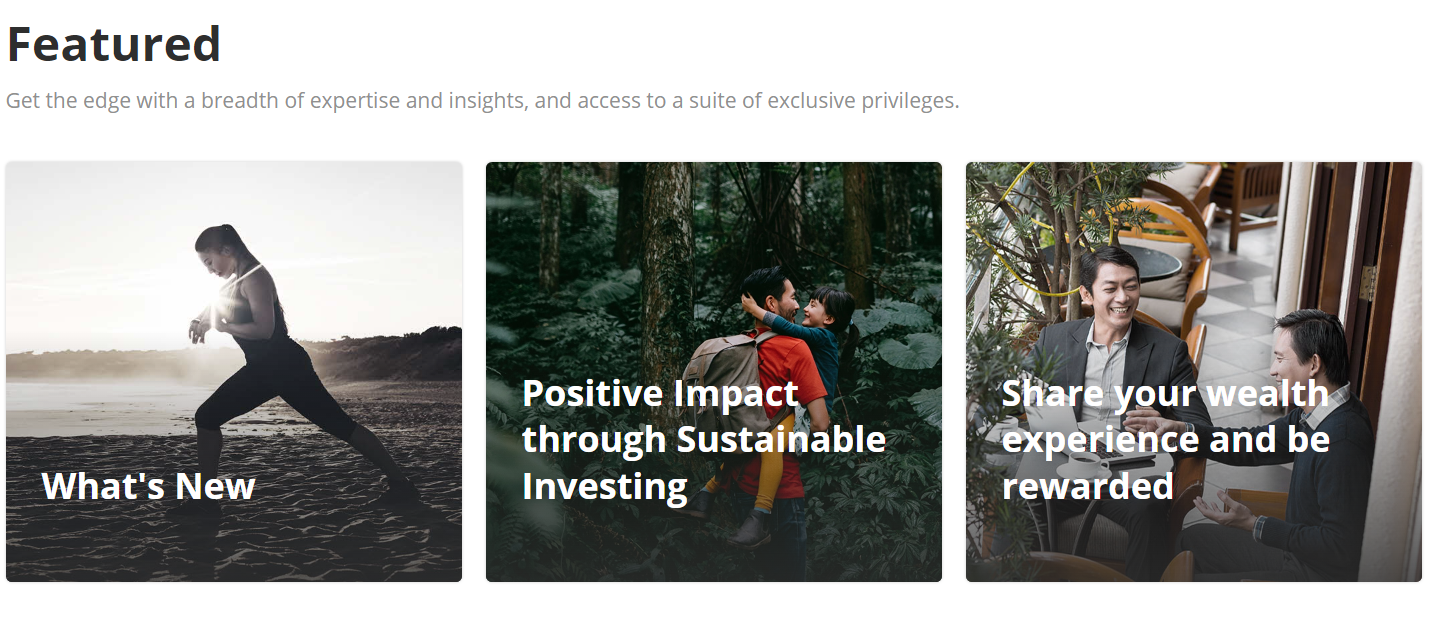 Featured
Get the edge with a breadth of expertise and insights, and access to a suite of exclusive privileges.
What's New
Positive Impact
through Sustainable
Investing
Share your wealth
experience and be
rewarded